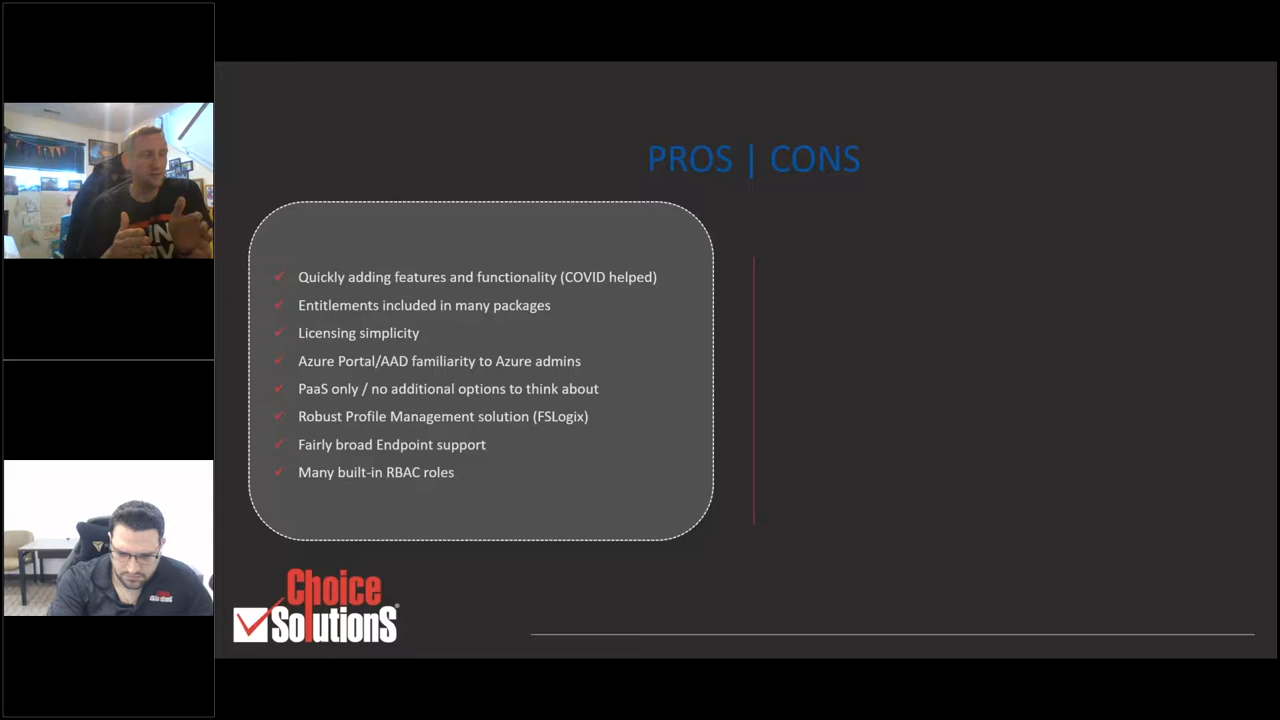 PROS | CONS
Quickly adding features and functionality (COVID helped)
Entitlements included in many packages
Licensing simplicity
Azure Portal/AAD familiarity to Azure admins
PaaS only / no additional options to think about
Robust Profile Management solution (FSLogix)
Fairly broad Endpoint support
Many built-in RBAC roles
Choice
Solutions®